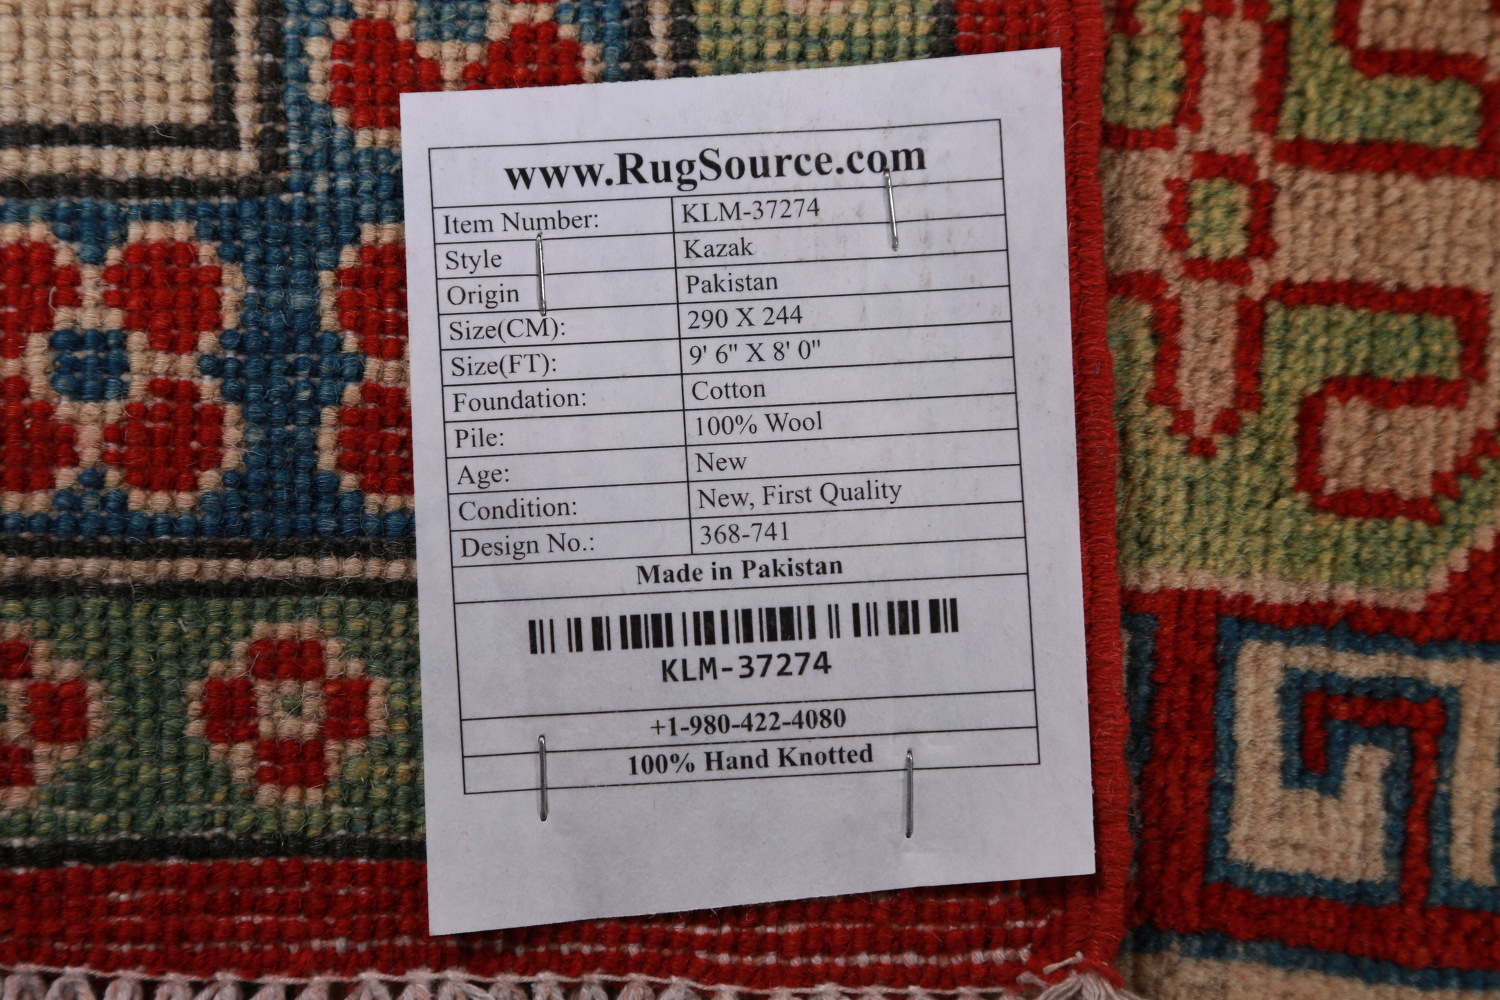 www.RugSource.com
Item Number: KLM-37274
Style Kazak
Origin Pakistan
Size(CM): 290 X 244
Size(FT): 9' 6" X 8' 0"
Foundation: Cotton
Pile: 100% Wool
Age: New
Condition: New, First Quality
Design No.: 368-741
Made in Pakistan
KLM-37274
+1-980-422-4080
100% Hand Knotted